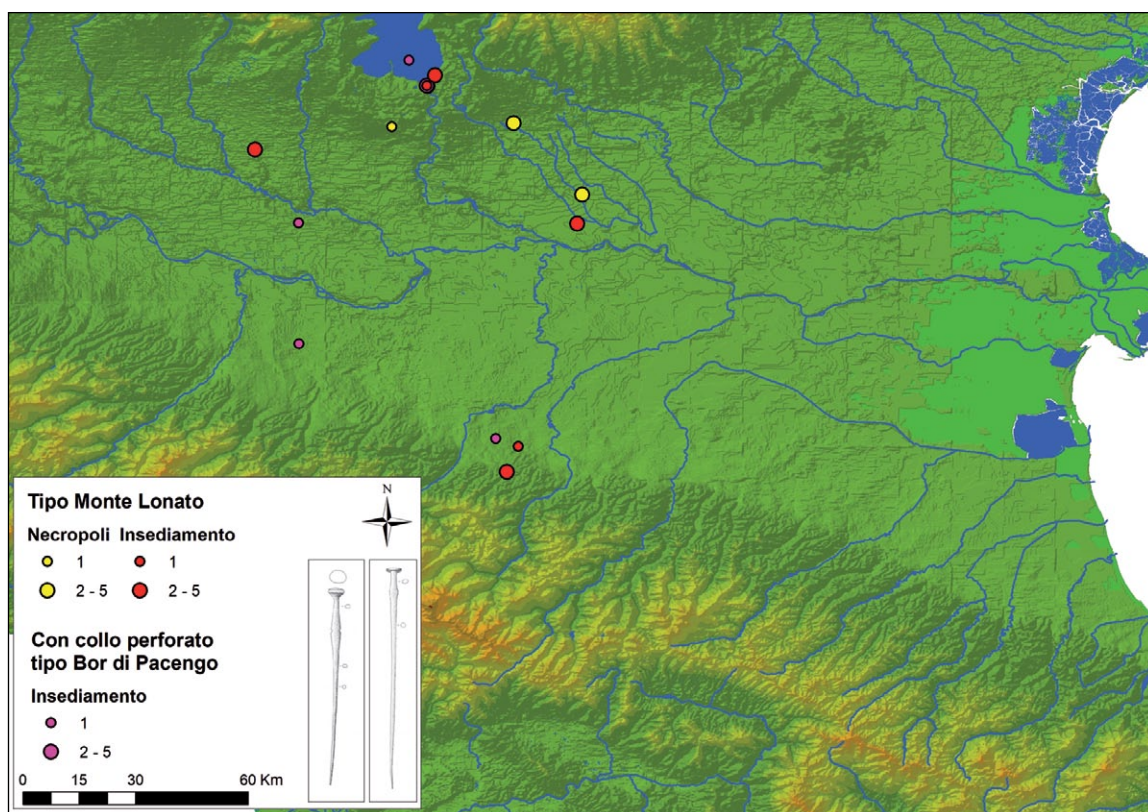 N
Tipo Monte Lonato
Necropoli Insediamento
1 1
2 - 5 2 - 5
Con collo perforato
tipo Bor di Pacengo
Insediamento
1
2 - 5
0 15 30 60 Km